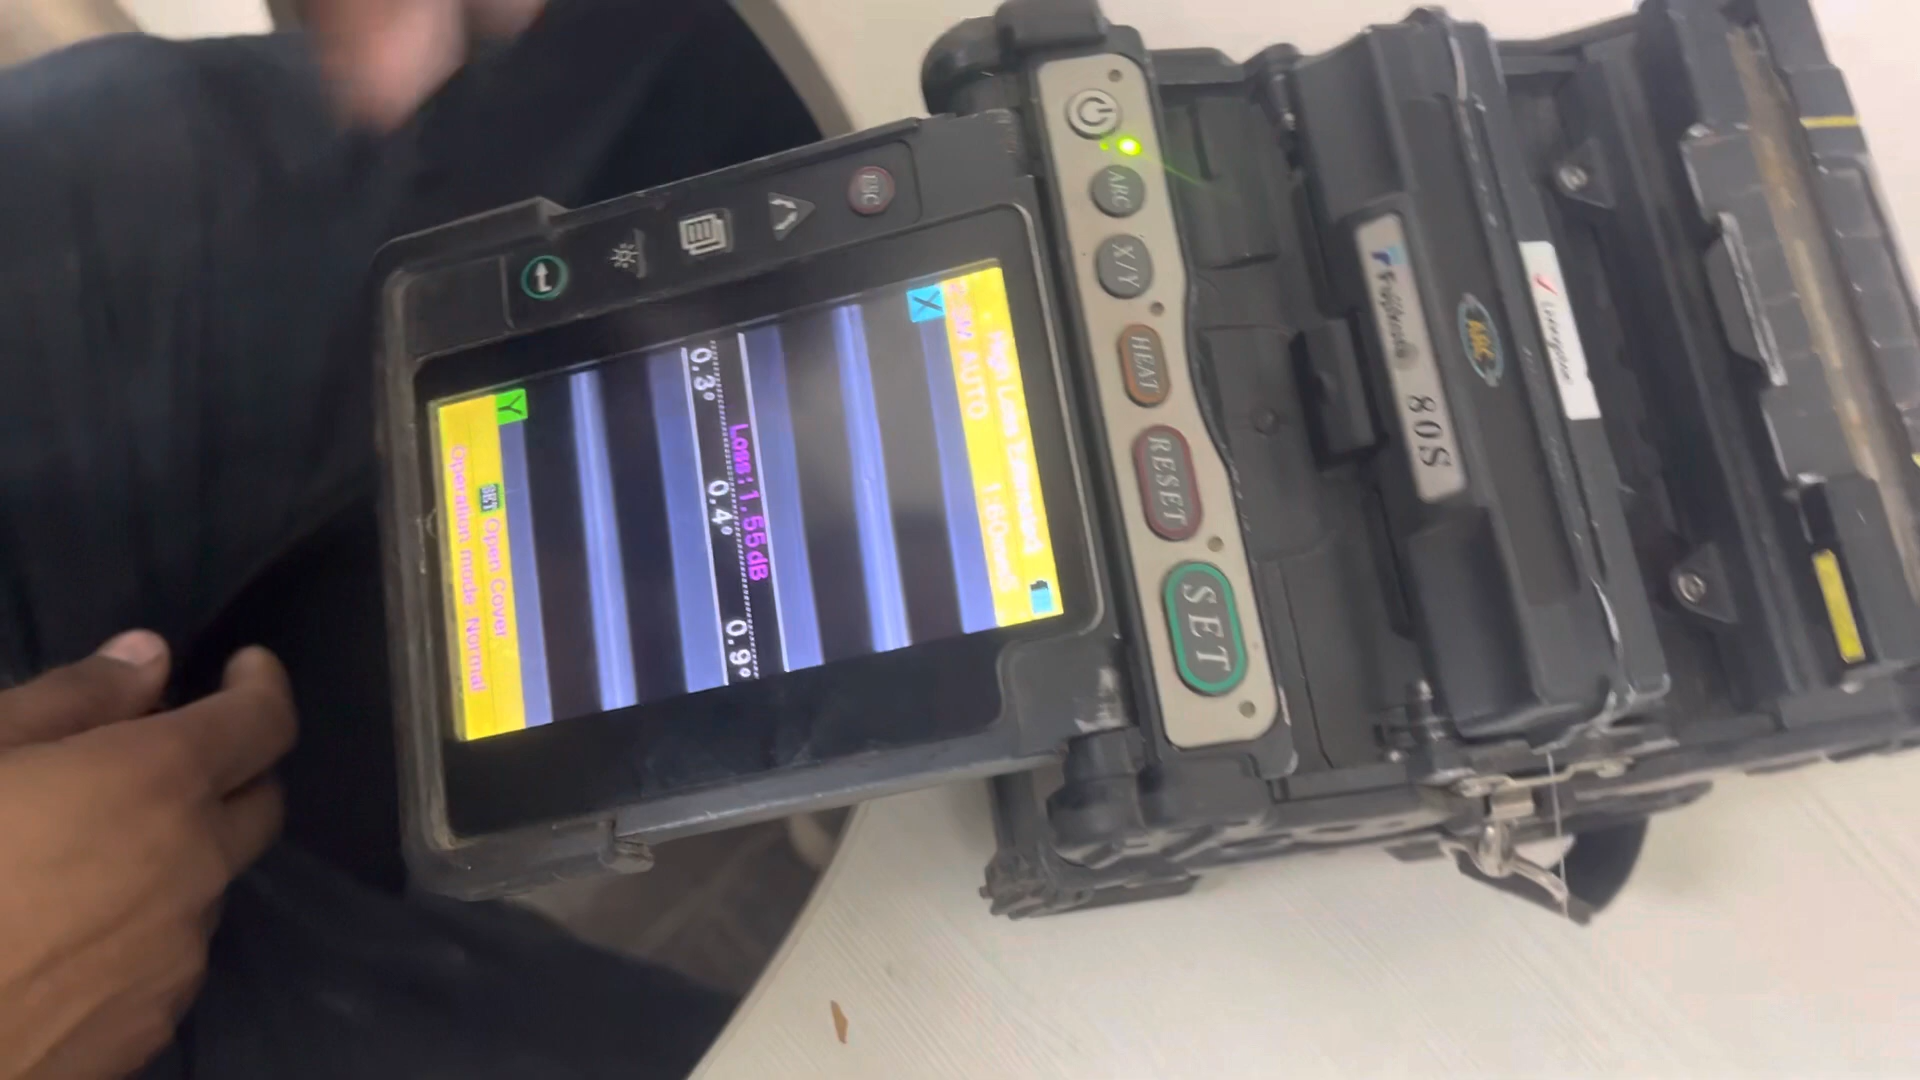 High Loss Estimated
AUTO
X
Loss:1.55dB
0.3°
0.4°
0.9°
Y
Open Cover
Operation mode: Normal
ESC
ARC
X/Y
HEAT
RESET
SET
80S
ARC